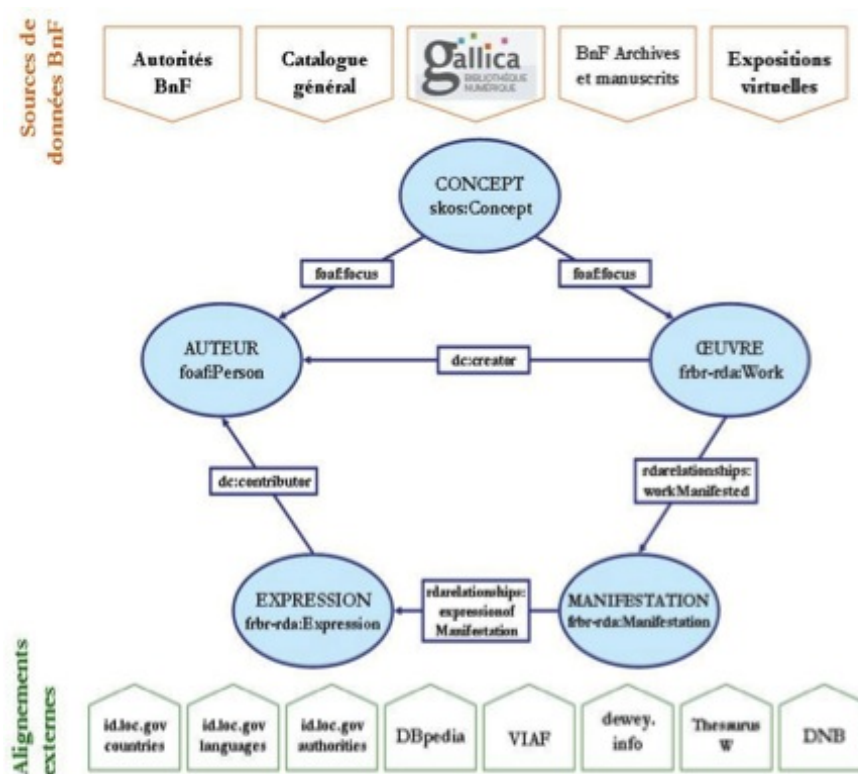 Sources de
données BnF
Autorités
BnF
Catalogue
général
gallica
BIBLIOTHÈQUE
NUMÉRIQUE
BnF Archives
et manuscrits
Expositions
virtuelles
CONCEPT
skos:Concept
foaf:focus
foaf:focus
AUTEUR
foaf:Person
dc:creator
ŒUVRE
frbr-rda:Work
dc:contributor
rdarelationships:
workManifested
EXPRESSION
frbr-rda:Expression
rdarelationships:
expressionof
Manifestation
MANIFESTATION
frbr-rda:Manifestation
Alignements
externes
id.loc.gov
countries
id.loc.gov
languages
id.loc.gov
authorities
DBpedia
VIAF
dewey.
info
Thesaurus
W
DNB